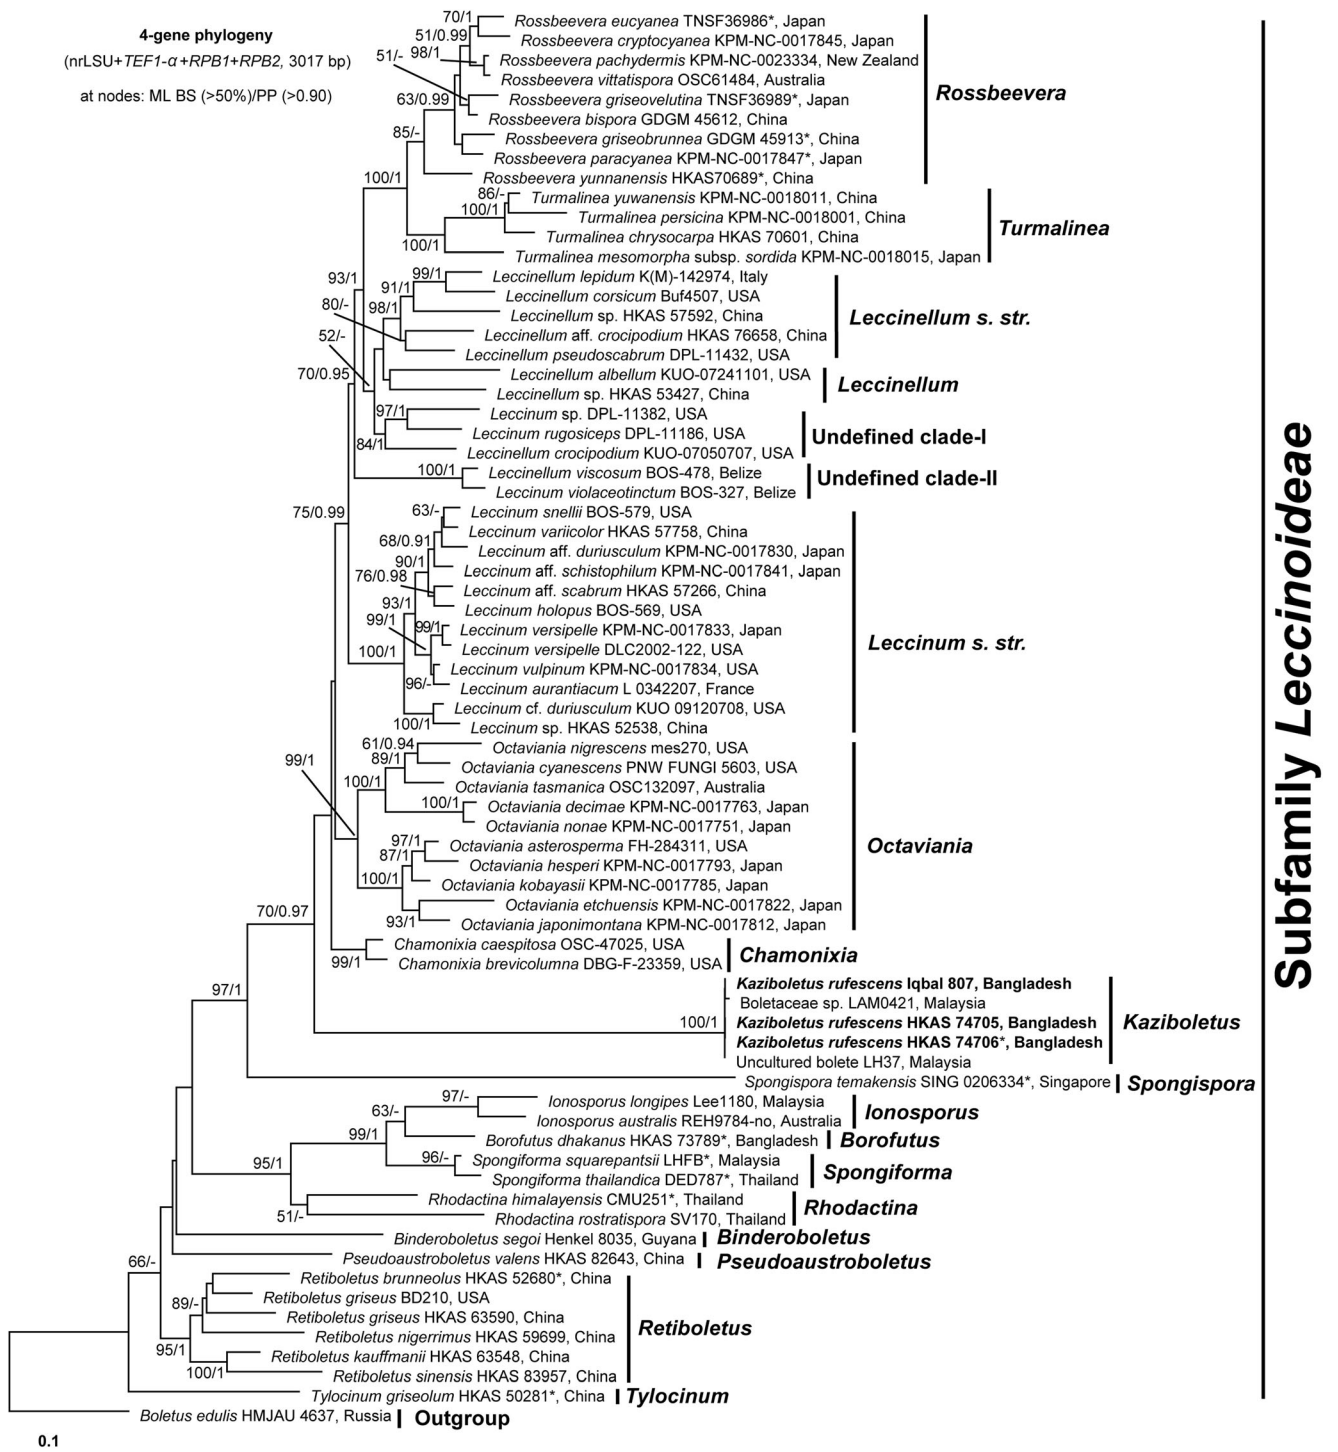 4-gene phylogeny
(nrLSU+TEF1-α+RPB1+RPB2, 3017 bp)
at nodes: ML BS (>50%)/PP (>0.90)
70/1
Rossbeevera eucyanea TNSF36986*, Japan
51/0.99
Rossbeevera cryptocyanea KPM-NC-0017845, Japan
51/-
98/1
Rossbeevera pachydermis KPM-NC-0023334, New Zealand
Rossbeevera vittatispora OSC61484, Australia
Rossbeevera
63/0.99
Rossbeevera griseovelutina TNSF36989*, Japan
Rossbeevera bispora GDGM 45612, China
85/-
Rossbeevera griseobrunnea GDGM 45913*, China
Rossbeevera paracyanea KPM-NC-0017847*, Japan
100/1
Rossbeevera yunnanensis HKAS70689*, China
86/-
Turmalinea yuwanensis KPM-NC-0018011, China
100/1
Turmalinea persicina KPM-NC-0018001, China
Turmalinea
100/1
Turmalinea chrysocarpa HKAS 70601, China
Turmalinea mesomorpha subsp. sordida KPM-NC-0018015, Japan
93/1
99/1
Leccinellum lepidum K(M)-142974, Italy
91/1
Leccinellum corsicum Buf4507, USA
80/-
98/1
Leccinellum sp. HKAS 57592, China
Leccinellum s. str.
52/-
Leccinellum aff. crocipodium HKAS 76658, China
Leccinellum pseudoscabrum DPL-11432, USA
70/0.95
Leccinellum albellum KUO-07241101, USA
Leccinellum
Leccinellum sp. HKAS 53427, China
97/1
Leccinum sp. DPL-11382, USA
Leccinum rugosiceps DPL-11186, USA
Undefined clade-I
84/1
Leccinellum crocipodium KUO-07050707, USA
100/1
Leccinellum viscosum BOS-478, Belize
Undefined clade-II
Leccinum violaceotinctum BOS-327, Belize
75/0.99
63/-
Leccinum snellii BOS-579, USA
Leccinum variicolor HKAS 57758, China
68/0.91
Leccinum aff. duriusculum KPM-NC-0017830, Japan
90/1
Leccinum aff. schistophilum KPM-NC-0017841, Japan
76/0.98
Leccinum aff. scabrum HKAS 57266, China
93/1
Leccinum holopus BOS-569, USA
99/1
99/1
Leccinum versipelle KPM-NC-0017833, Japan
Leccinum s. str.
100/1
Leccinum versipelle DLC2002-122, USA
Leccinum vulpinum KPM-NC-0017834, USA
96/-
Leccinum aurantiacum L 0342207, France
Leccinum cf. duriusculum KUO 09120708, USA
100/1
Leccinum sp. HKAS 52538, China
61/0.94
Octaviania nigrescens mes270, USA
99/1
89/1
Octaviania cyanescens PNW FUNGI 5603, USA
100/1
Octaviania tasmanica OSC132097, Australia
100/1
Octaviania decimae KPM-NC-0017763, Japan
Octaviania nonae KPM-NC-0017751, Japan
97/1
Octaviania asterosperma FH-284311, USA
Octaviania
87/1
Octaviania hesperi KPM-NC-0017793, Japan
100/1
Octaviania kobayasii KPM-NC-0017785, Japan
Octaviania etchuensis KPM-NC-0017822, Japan
70/0.97
93/1
Octaviania japonimontana KPM-NC-0017812, Japan
Chamonixia caespitosa OSC-47025, USA
Chamonixia
99/1
Chamonixia brevicolumna DBG-F-23359, USA
97/1
Kaziboletus rufescens Iqbal 807, Bangladesh
Boletaceae sp. LAM0421, Malaysia
100/1
Kaziboletus rufescens HKAS 74705, Bangladesh
Kaziboletus
Kaziboletus rufescens HKAS 74706*, Bangladesh
Uncultured bolete LH37, Malaysia
Spongispora temakensis SING 0206334*, Singapore
Spongispora
97/-
Ionosporus longipes Lee1180, Malaysia
63/-
Ionosporus
Ionosporus australis REH9784-no, Australia
99/1
Borofutus dhakanus HKAS 73789*, Bangladesh
Borofutus
95/1
96/-
Spongiforma squarepantsii LHFB*, Malaysia
Spongiforma
Spongiforma thailandica DED787*, Thailand
Rhodactina himalayensis CMU251*, Thailand
Rhodactina
51/-
Rhodactina rostratispora SV170, Thailand
Binderoboletus segoi Henkel 8035, Guyana
Binderoboletus
66/-
Pseudoaustroboletus valens HKAS 82643, China
Pseudoaustroboletus
Retiboletus brunneolus HKAS 52680*, China
89/-
Retiboletus griseus BD210, USA
Retiboletus griseus HKAS 63590, China
Retiboletus
Retiboletus nigerrimus HKAS 59699, China
95/1
Retiboletus kauffmanii HKAS 63548, China
100/1
Retiboletus sinensis HKAS 83957, China
Tylocinum griseolum HKAS 50281*, China
Tylocinum
Boletus edulis HMJAU 4637, Russia
Outgroup
0.1
Subfamily Leccinoideae